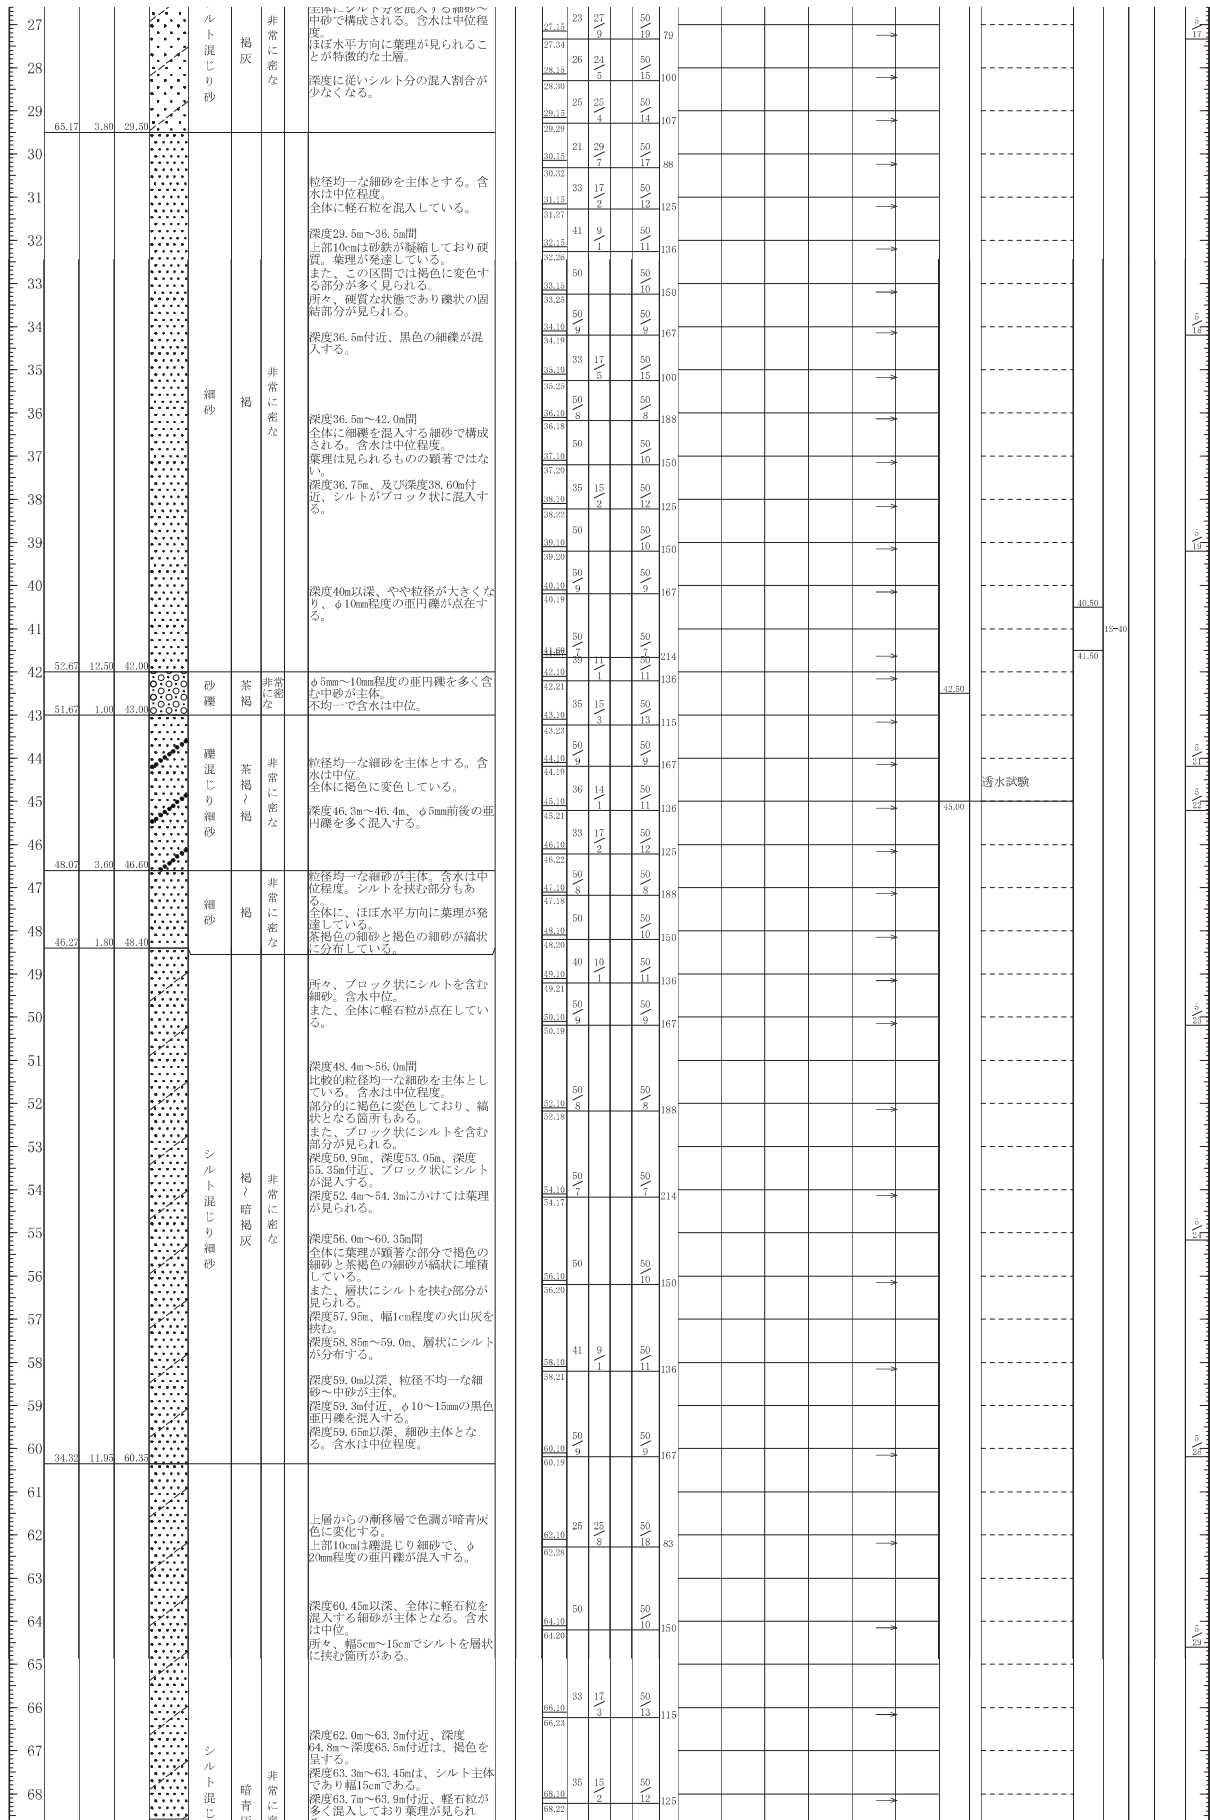 27
28
29
30
31
32
33
34
35
36
37
38
39
40
41
42
43
44
45
46
47
48
49
50
51
52
53
54
55
56
57
58
59
60
61
62
63
64
65
66
67
68
65.17 3.80 29.50
52.67 12.50 42.00
51.67 1.00 43.00
48.07 3.60 46.60
46.27 1.80 48.40
34.32 11.95 60.35
ルト混じり砂
褐灰
非常に密な
全体にシルト分を混入する細砂~
中砂で構成される。含水は中位程
度。
ほぼ水平方向に葉理が見られるこ
とが特徴的な土層。
深度に従いシルト分の混入割合が
少なくなる。
細砂
褐
非常に密な
粒径均一な細砂を主体とする。含
水は中位程度。
全体に軽石粒を混入している。
深度29.5m~36.5m間
上部10cmは砂鉄が凝縮しており硬
質。葉理が発達している。
また、この区間では褐色に変色す
る部分が多く見られる。
所々、硬質な状態であり礫状の固
結部分が見られる。
深度36.5m付近、黒色の細礫が混
入する。
深度36.5m~42.0m間
全体に細礫を混入する細砂で構成
される。含水は中位程度。
葉理は見られるものの顕著ではな
い。
深度36.75m、及び深度38.60m付
近、シルトがブロック状に混入す
る。
深度40m以深、やや粒径が大きくな
り、φ10mm程度の亜円礫が点在す
る。
砂礫
茶褐
非常に密な
φ5mm~10mm程度の亜円礫を多く含
む中砂が主体。
不均一で含水は中位。
礫混じり細砂
茶褐~褐
非常に密な
粒径均一な細砂を主体とする。含
水は中位。
全体に褐色に変色している。
深度46.3m~46.4m、φ5mm前後の亜
円礫を多く混入する。
細砂
褐
非常に密な
粒径均一な細砂が主体。含水は中
位程度。シルトを挟む部分もあ
る。
全体に、ほぼ水平方向に葉理が発
達している。
茶褐色の細砂と褐色の細砂が縞状
に分布している。
シルト混じり細砂
褐~暗褐灰
非常に密な
所々、ブロック状にシルトを含む
細砂。含水中位。
また、全体に軽石粒が点在してい
る。
深度48.4m~56.0m間
比較的粒径均一な細砂を主体とし
ている。含水は中位程度。
部分的に褐色に変色しており、縞
状となる箇所もある。
また、ブロック状にシルトを含む
部分が見られる。
深度50.95m、深度53.05m、深度
55.35m付近、ブロック状にシルト
が混入する。
深度52.4m~54.3mにかけては葉理
が見られる。
深度56.0m~60.35m間
全体に葉理が顕著な部分で褐色の
細砂と茶褐色の細砂が縞状に堆積
している。
また、層状にシルトを挟む部分が
見られる。
深度57.95m、幅1cm程度の火山灰を
挟む。
深度58.85m~59.0m、層状にシルト
が分布する。
深度59.0m以深、粒径不均一な細
砂~中砂が主体。
深度59.3m付近、φ10~15mmの黒色
亜円礫を混入する。
深度59.65m以深、細砂主体とな
る。含水は中位程度。
シルト混じ
暗青灰
非常に密
上層からの漸移層で色調が暗青灰
色に変化する。
上部10cmは礫混じり細砂で、φ
20mm程度の亜円礫が混入する。
深度60.45m以深、全体に軽石粒を
混入する細砂が主体となる。含水
は中位。
所々、幅5cm~15cmでシルトを層状
に挟む箇所がある。
深度62.0m~63.3m付近、深度
64.8m~深度65.5m付近は、褐色を
呈する。
深度63.3m~63.45mは、シルト主体
であり幅15cmである。
深度63.7m~63.9m付近、軽石粒が
多く混入しており葉理が見られ
27.15 27.34 23 27/9 50/19 79
28.15 28.30 26 24/5 50/15 100
29.15 29.29 25 25/4 50/14 107
30.15 30.32 21 29/7 50/17 88
31.15 31.27 33 17/2 50/12 125
32.15 32.26 41 9/1 50/11 136
33.15 33.25 50 50/10 150
34.10 34.19 50/9 50/9 167
35.10 35.25 33 17/5 50/15 100
36.10 36.18 50/8 50/8 188
37.10 37.20 50 50/10 150
38.10 38.22 35 15/2 50/12 125
39.10 39.20 50 50/10 150
40.10 40.19 50/9 50/9 167
41.60 50/7 50/7 214
42.10 42.21 39 11/1 50/11 136
43.10 43.23 35 15/3 50/13 115
44.10 44.19 50/9 50/9 167
45.10 45.21 36 14/1 50/11 136
46.10 46.22 33 17/2 50/12 125
47.10 47.18 50/8 50/8 188
48.10 48.20 50 50/10 150
49.10 49.21 40 10/1 50/11 136
50.10 50.19 50/9 50/9 167
52.10 52.18 50/8 50/8 188
54.10 54.17 50/7 50/7 214
56.10 56.20 50 50/10 150
58.10 58.21 41 9/1 50/11 136
60.10 60.19 50/9 50/9 167
62.10 62.28 25 25/8 50/18 83
64.10 64.20 50 50/10 150
66.10 66.23 33 17/3 50/13 115
68.10 68.22 35 15/2 50/12 125
42.50
45.00
透水試験
40.50
41.50
1S-40
5/17
5/18
5/19
5/21
5/22
5/23
5/24
5/28
5/29